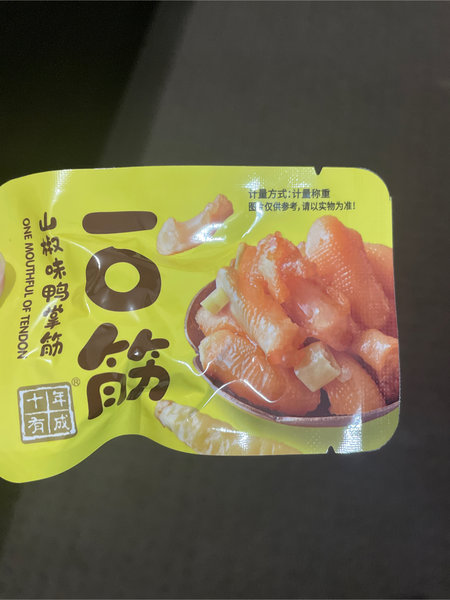 计量方式:计量称重
图片仅供参考,请以实物为准!
一口筋
山椒味鸭掌筋
ONE MOUTHFUL OF TENDON
十年
有成
®